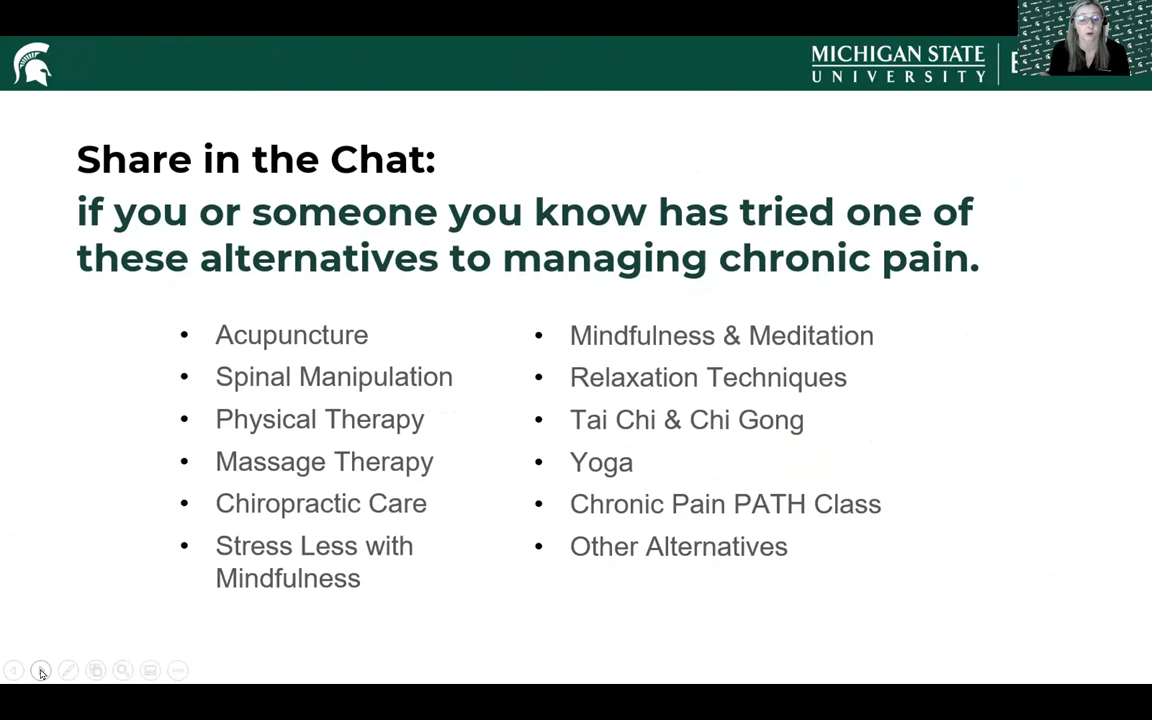 MICHIGAN STATE
UNIVERSITY
Share in the Chat:
if you or someone you know has tried one of
these alternatives to managing chronic pain.
• Acupuncture
• Spinal Manipulation
• Physical Therapy
• Massage Therapy
• Chiropractic Care
• Stress Less with
Mindfulness
• Mindfulness & Meditation
• Relaxation Techniques
• Tai Chi & Chi Gong
• Yoga
• Chronic Pain PATH Class
• Other Alternatives